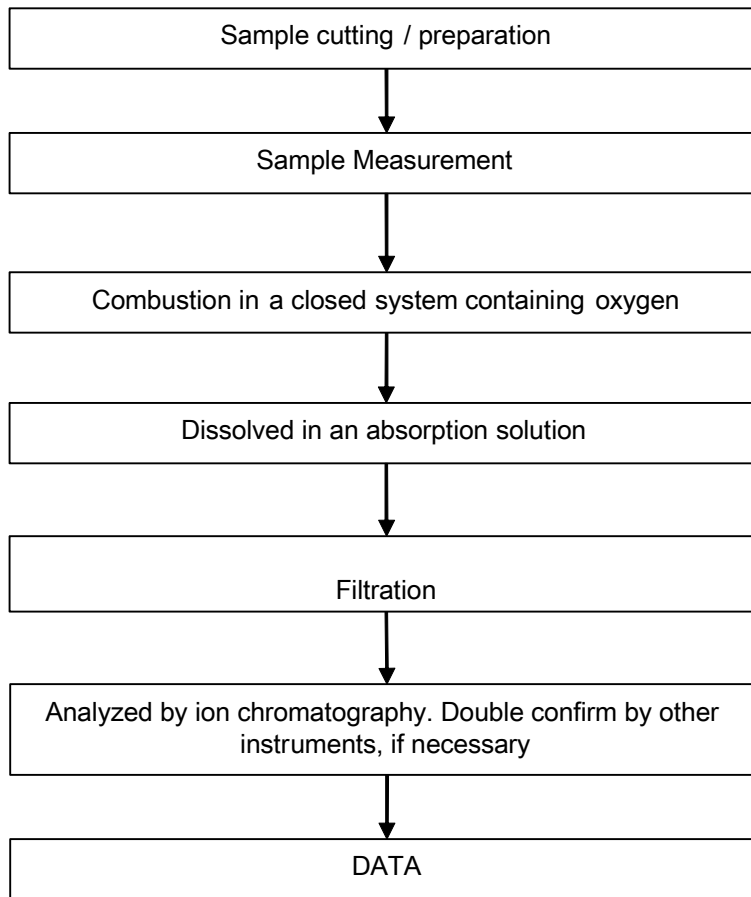 Sample cutting / preparation
Sample Measurement
Combustion in a closed system containing oxygen
Dissolved in an absorption solution
Filtration
Analyzed by ion chromatography. Double confirm by other
instruments, if necessary
DATA